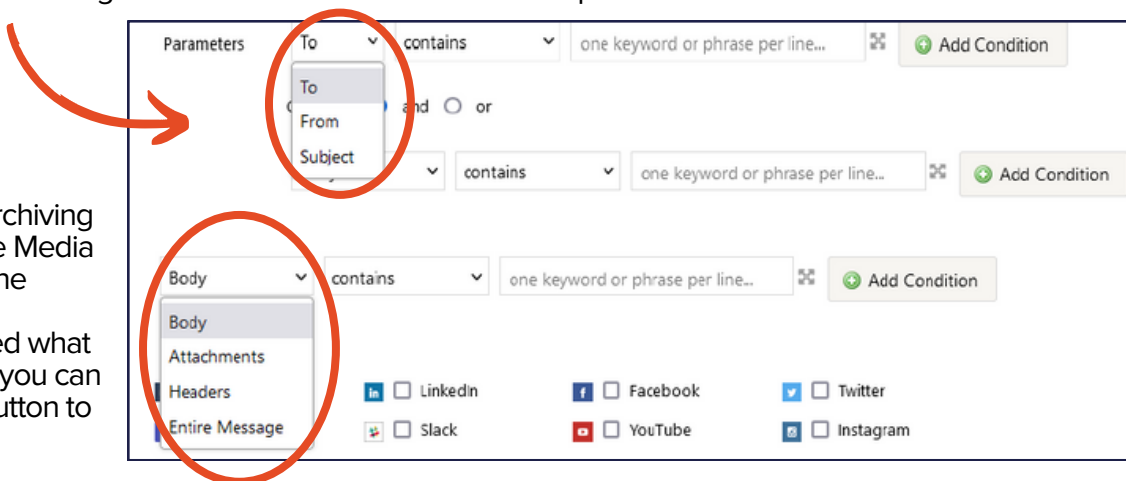 Parameters To contains one keyword or phrase per line... Add Condition
To
and or
From
Subject
contains one keyword or phrase per line... Add Condition
rchiving
e Media
ne
ed what
you can
utton to
Body contains one keyword or phrase per line... Add Condition
Body
Attachments
Headers
Entire Message
LinkedIn Facebook Twitter
Slack YouTube Instagram